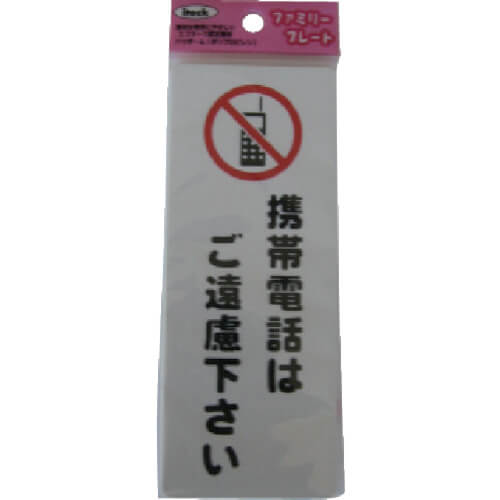 itack
ファミリー
プレート
携帯電話は
ご遠慮下さい